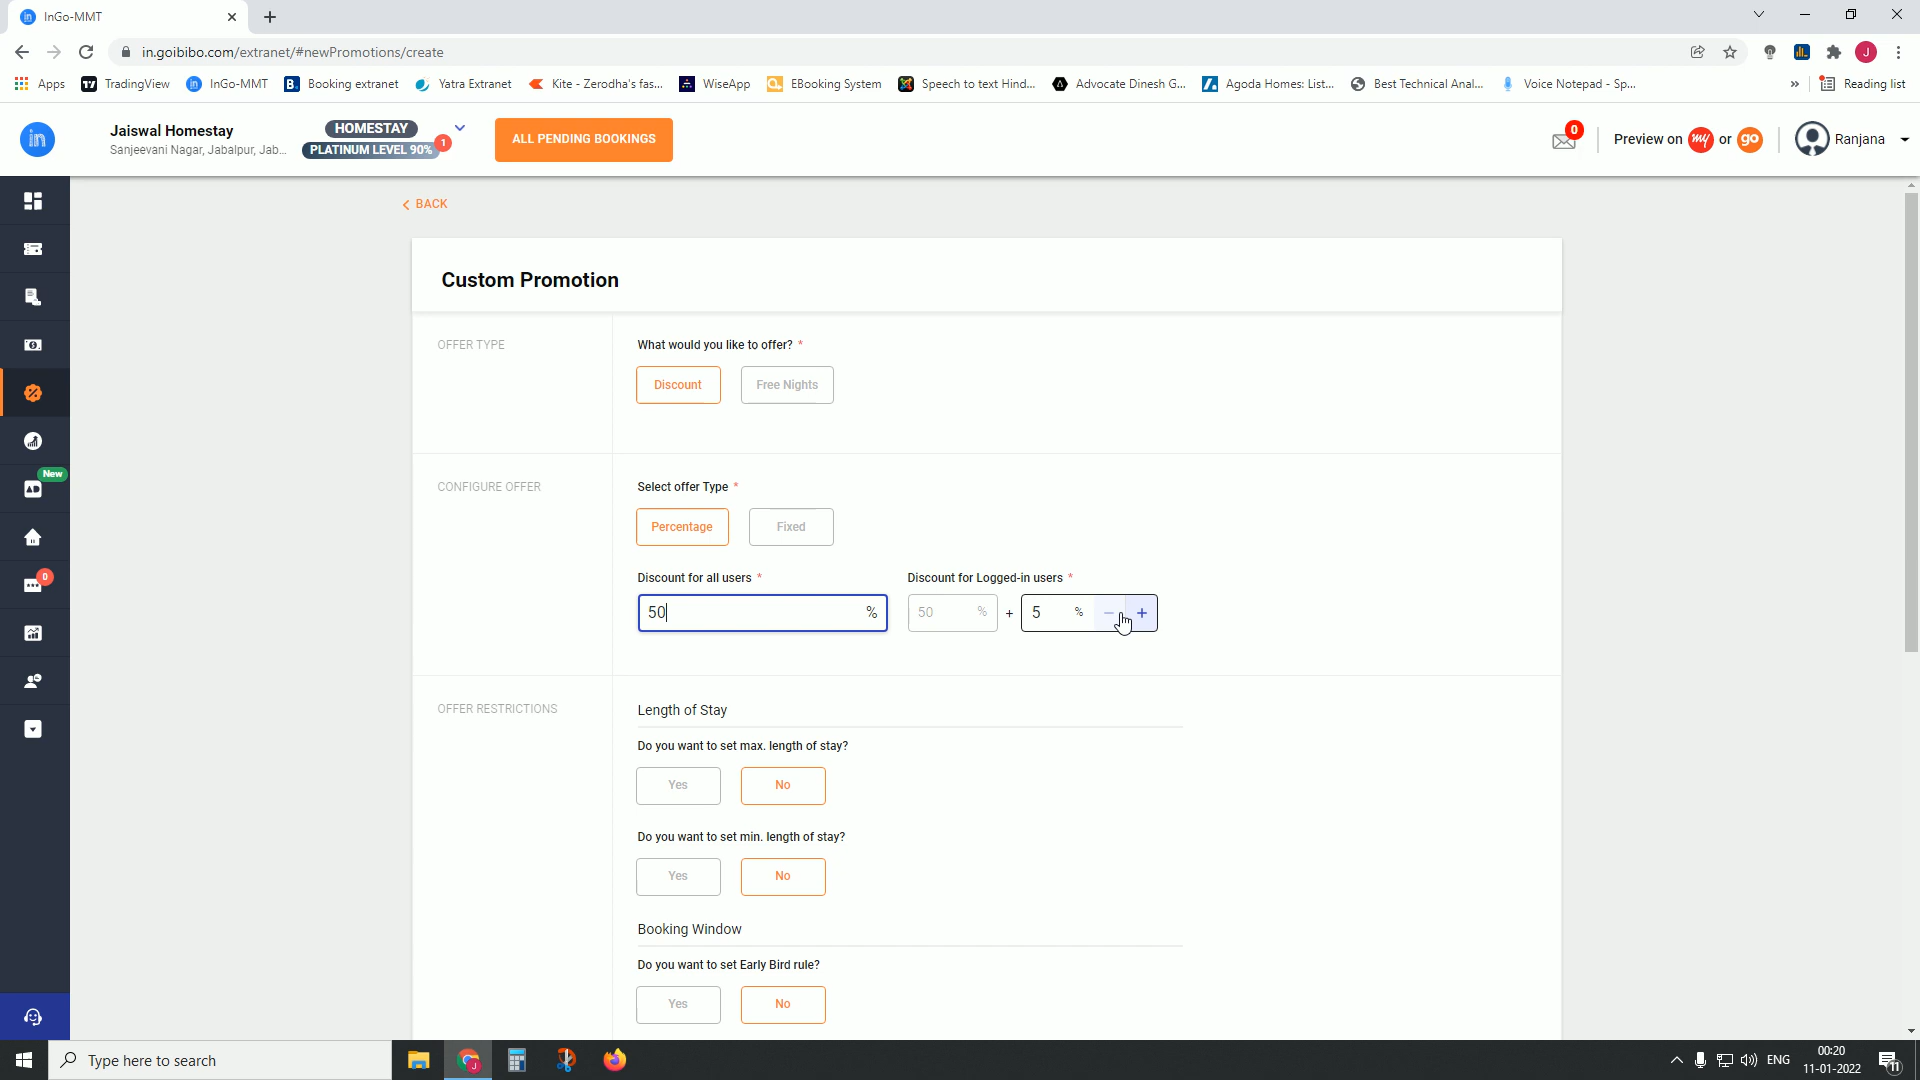 InGo-MMT
in.goibibo.com/extranet/#newPromotions/create
Apps TradingView InGo-MMT Booking extranet Yatra Extranet Kite - Zerodha's fas... WiseApp EBooking System Speech to text Hind... Advocate Dinesh G... Agoda Homes: List... Best Technical Anal... Voice Notepad - Sp... » Reading list
in
Jaiswal Homestay
Sanjeevani Nagar, Jabalpur, Jab...
HOMESTAY
PLATINUM LEVEL 90% 1
ALL PENDING BOOKINGS
0
Preview on my or go
Ranjana
BACK
Custom Promotion
OFFER TYPE
What would you like to offer? *
Discount Free Nights
CONFIGURE OFFER
Select offer Type *
Percentage Fixed
Discount for all users * Discount for Logged-in users *
50 % 50 % + 5 % − +
OFFER RESTRICTIONS
Length of Stay
Do you want to set max. length of stay?
Yes No
Do you want to set min. length of stay?
Yes No
Booking Window
Do you want to set Early Bird rule?
Yes No
New
AD
0
Type here to search
ENG
00:20
11-01-2022
11